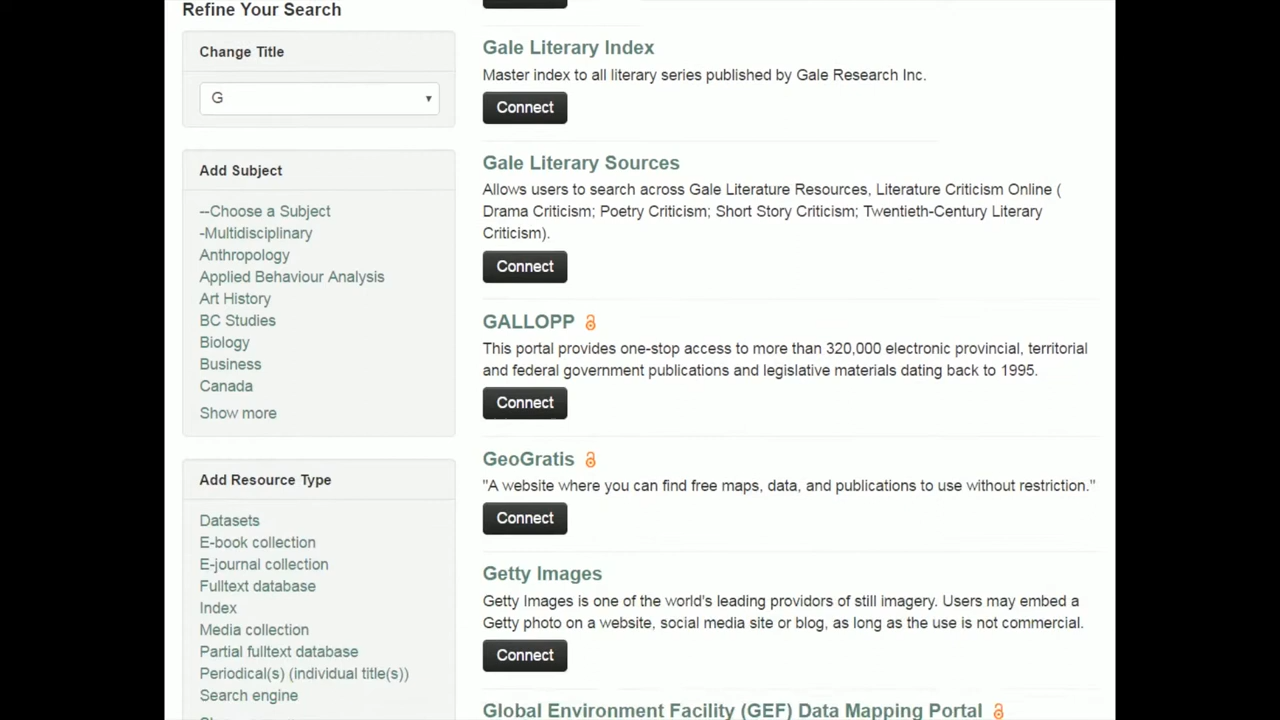 Refine Your Search
Change Title
G
Add Subject
--Choose a Subject
-Multidisciplinary
Anthropology
Applied Behaviour Analysis
Art History
BC Studies
Biology
Business
Canada
Show more
Add Resource Type
Datasets
E-book collection
E-journal collection
Fulltext database
Index
Media collection
Partial fulltext database
Periodical(s) (individual title(s))
Search engine
Gale Literary Index
Master index to all literary series published by Gale Research Inc.
Connect
Gale Literary Sources
Allows users to search across Gale Literature Resources, Literature Criticism Online (
Drama Criticism; Poetry Criticism; Short Story Criticism; Twentieth-Century Literary
Criticism).
Connect
GALLOPP
This portal provides one-stop access to more than 320,000 electronic provincial, territorial
and federal government publications and legislative materials dating back to 1995.
Connect
GeoGratis
"A website where you can find free maps, data, and publications to use without restriction."
Connect
Getty Images
Getty Images is one of the world's leading providors of still imagery. Users may embed a
Getty photo on a website, social media site or blog, as long as the use is not commercial.
Connect
Global Environment Facility (GEF) Data Mapping Portal